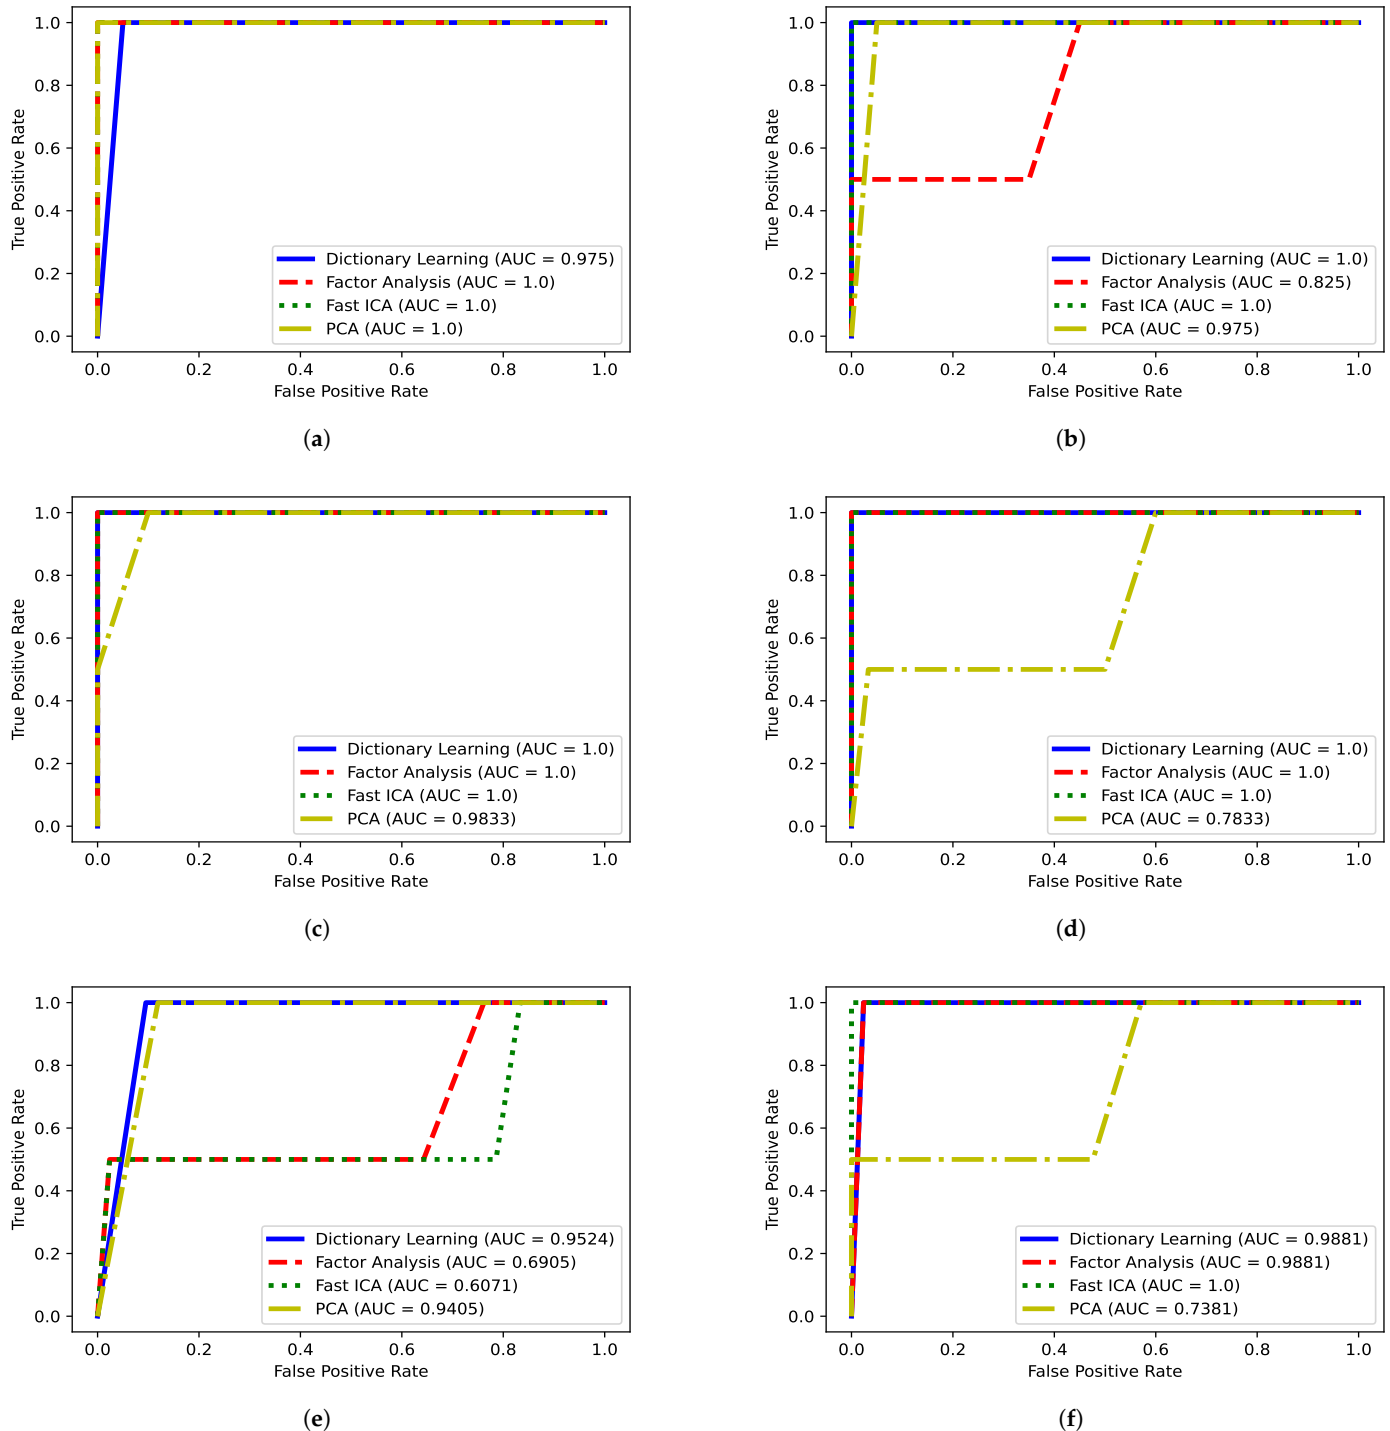 1.0
0.8
0.6
0.4
0.2
0.0
True Positive Rate
Dictionary Learning (AUC = 0.975)
Factor Analysis (AUC = 1.0)
Fast ICA (AUC = 1.0)
PCA (AUC = 1.0)
0.0 0.2 0.4 0.6 0.8 1.0
False Positive Rate
(a)
1.0
0.8
0.6
0.4
0.2
0.0
True Positive Rate
Dictionary Learning (AUC = 1.0)
Factor Analysis (AUC = 0.825)
Fast ICA (AUC = 1.0)
PCA (AUC = 0.975)
0.0 0.2 0.4 0.6 0.8 1.0
False Positive Rate
(b)
1.0
0.8
0.6
0.4
0.2
0.0
True Positive Rate
Dictionary Learning (AUC = 1.0)
Factor Analysis (AUC = 1.0)
Fast ICA (AUC = 1.0)
PCA (AUC = 0.9833)
0.0 0.2 0.4 0.6 0.8 1.0
False Positive Rate
(c)
1.0
0.8
0.6
0.4
0.2
0.0
True Positive Rate
Dictionary Learning (AUC = 1.0)
Factor Analysis (AUC = 1.0)
Fast ICA (AUC = 1.0)
PCA (AUC = 0.7833)
0.0 0.2 0.4 0.6 0.8 1.0
False Positive Rate
(d)
1.0
0.8
0.6
0.4
0.2
0.0
True Positive Rate
Dictionary Learning (AUC = 0.9524)
Factor Analysis (AUC = 0.6905)
Fast ICA (AUC = 0.6071)
PCA (AUC = 0.9405)
0.0 0.2 0.4 0.6 0.8 1.0
False Positive Rate
(e)
1.0
0.8
0.6
0.4
0.2
0.0
True Positive Rate
Dictionary Learning (AUC = 0.9881)
Factor Analysis (AUC = 0.9881)
Fast ICA (AUC = 1.0)
PCA (AUC = 0.7381)
0.0 0.2 0.4 0.6 0.8 1.0
False Positive Rate
(f)